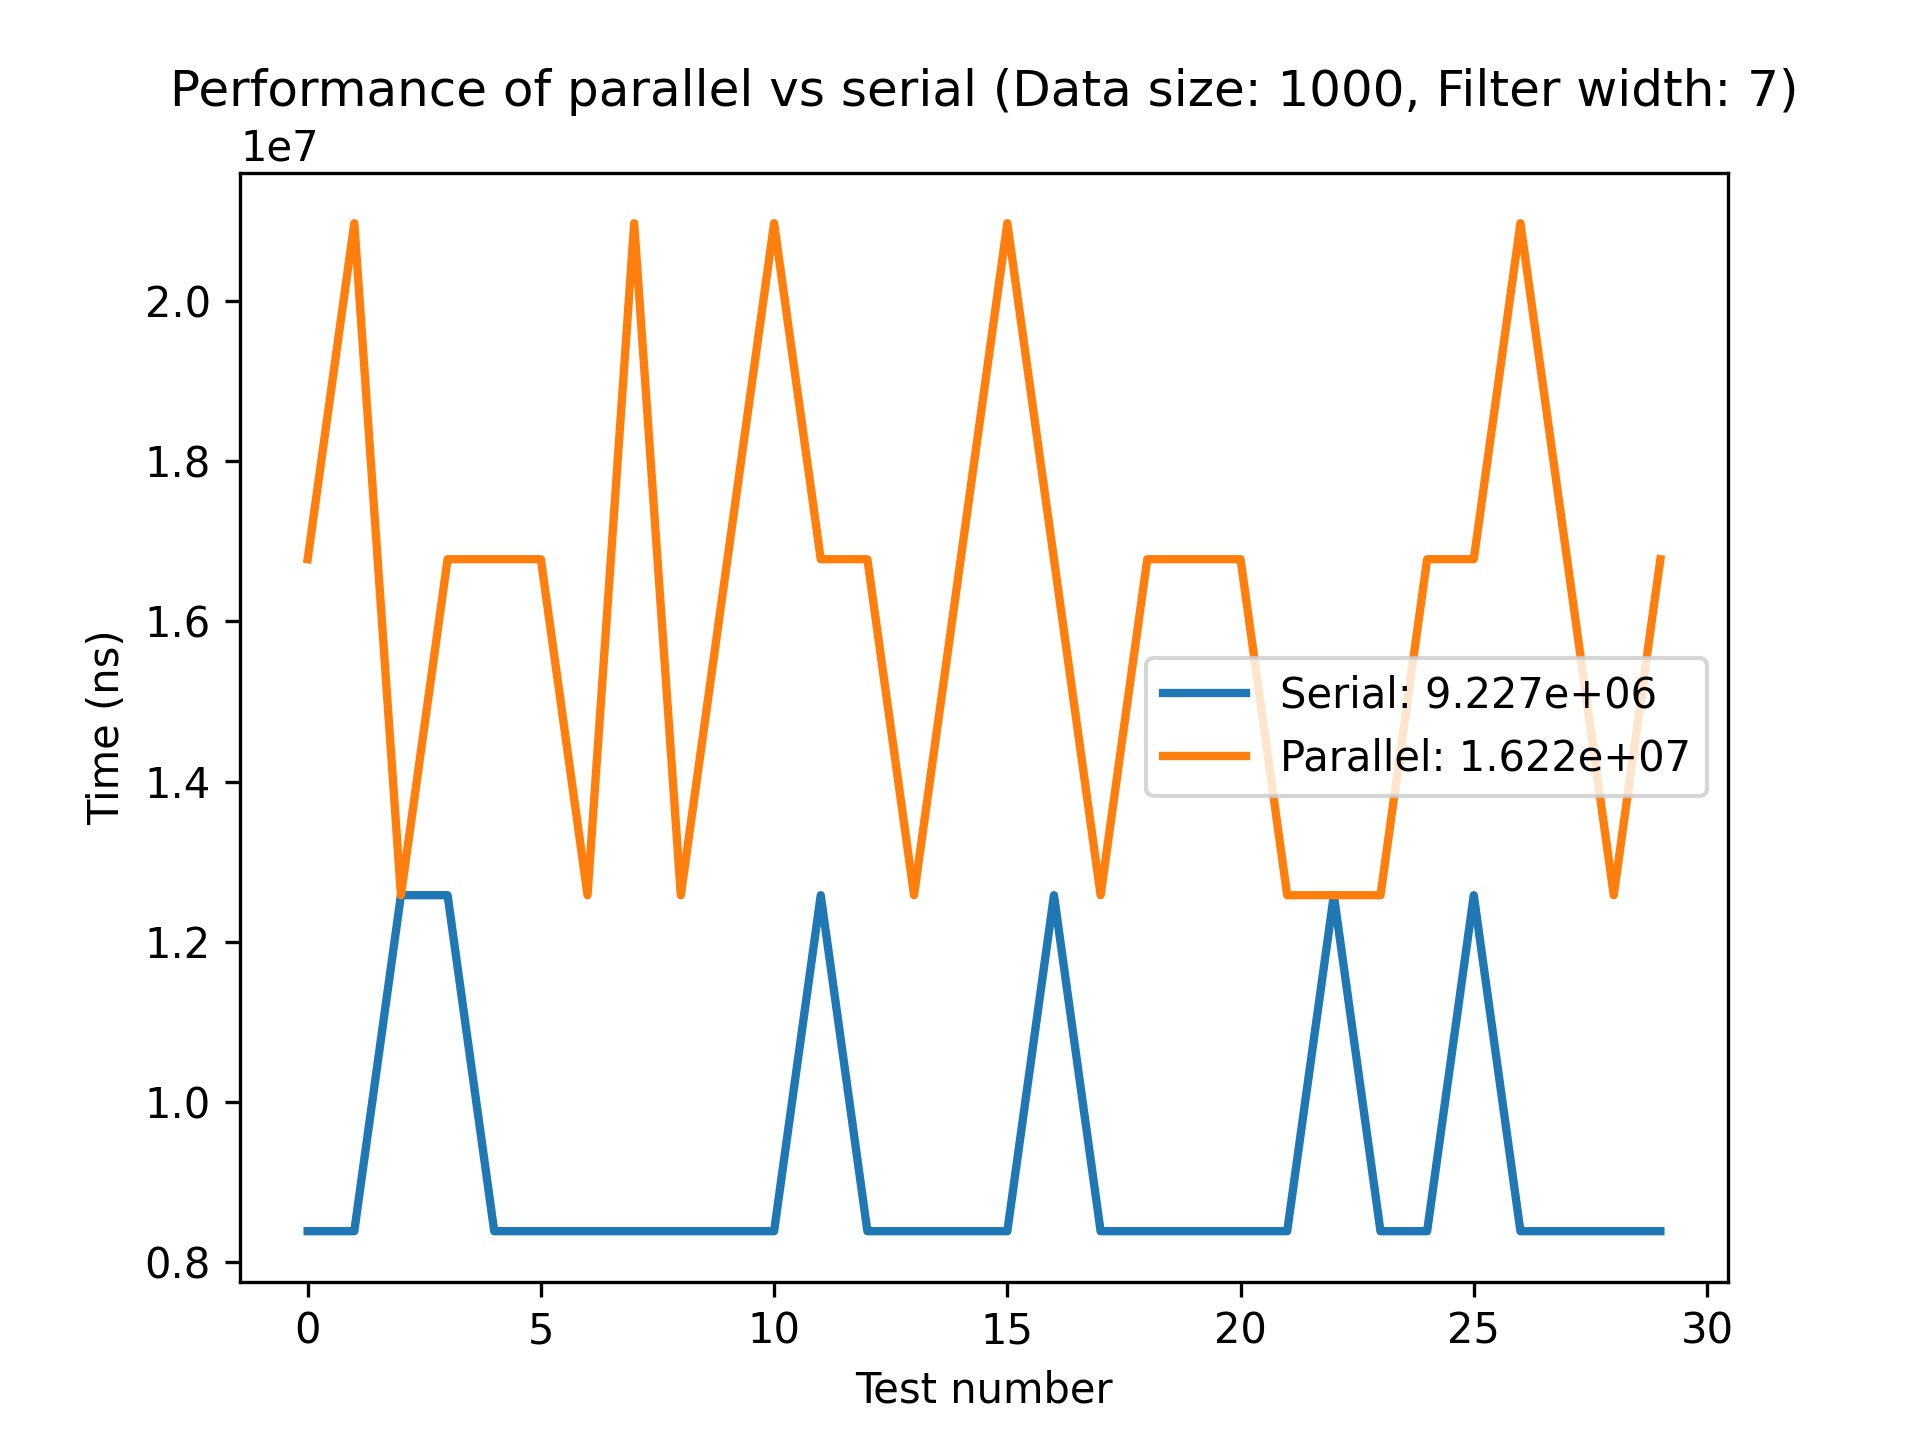 Performance of parallel vs serial (Data size: 1000, Filter width: 7)
1e7
2.0
1.8
1.6
1.4
1.2
1.0
0.8
Time (ns)
Serial: 9.227e+06
Parallel: 1.622e+07
0 5 10 15 20 25 30
Test number